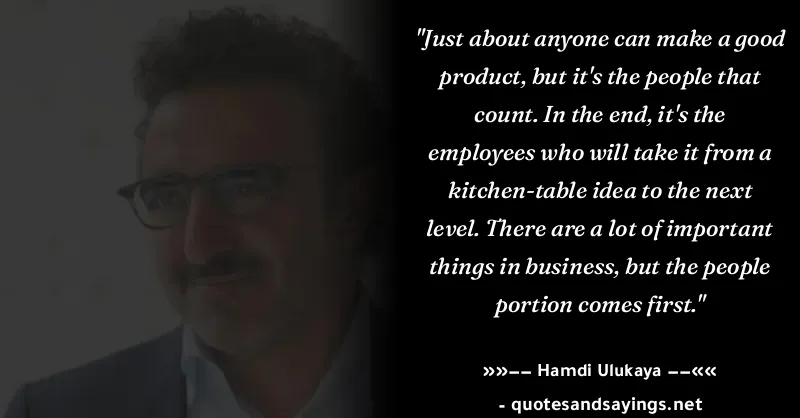 "Just about anyone can make a good
product, but it's the people that
count. In the end, it's the
employees who will take it from a
kitchen-table idea to the next
level. There are a lot of important
things in business, but the people
portion comes first."
»»−− Hamdi Ulukaya −−««
- quotesandsayings.net